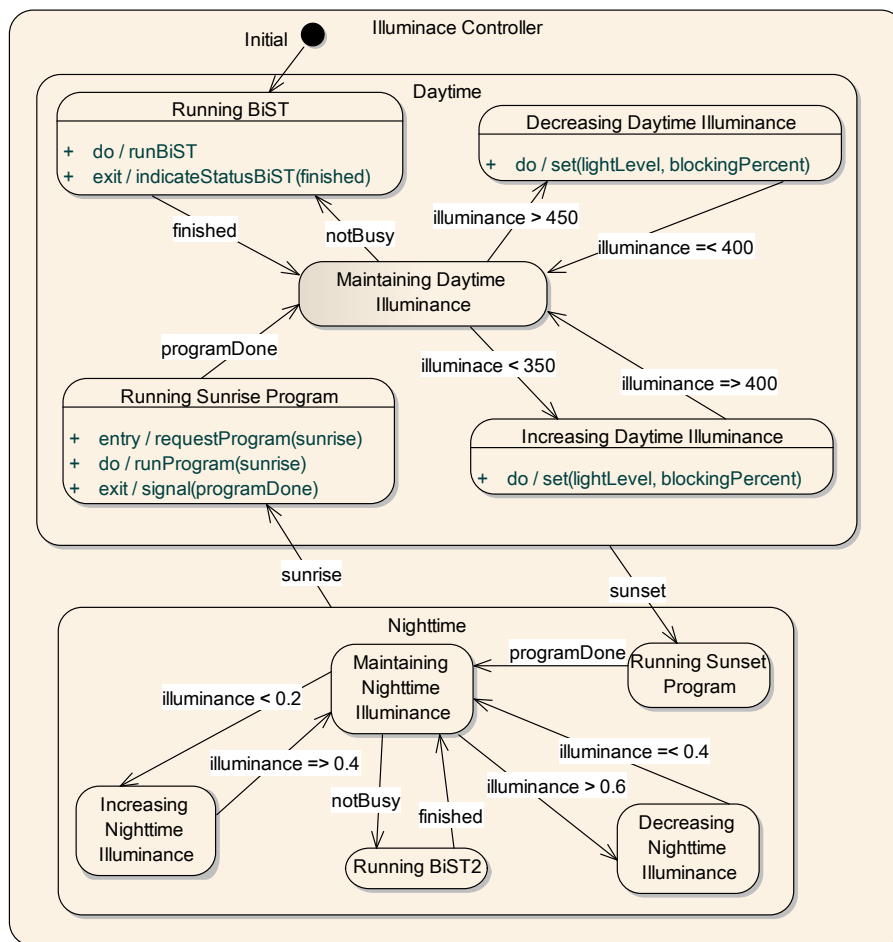 Illuminace Controller
Initial
Daytime
Running BiST
+ do / runBiST
+ exit / indicateStatusBiST(finished)
Decreasing Daytime Illuminance
+ do / set(lightLevel, blockingPercent)
finished
notBusy
illuminance > 450
illuminance =< 400
Maintaining Daytime
Illuminance
programDone
illuminace < 350
illuminance => 400
Running Sunrise Program
+ entry / requestProgram(sunrise)
+ do / runProgram(sunrise)
+ exit / signal(programDone)
Increasing Daytime Illuminance
+ do / set(lightLevel, blockingPercent)
sunrise
sunset
Nighttime
Maintaining
Nighttime
Illuminance
programDone
Running Sunset
Program
illuminance < 0.2
illuminance => 0.4
illuminance =< 0.4
illuminance > 0.6
notBusy
finished
Increasing
Nighttime
Illuminance
Running BiST2
Decreasing
Nighttime
Illuminance